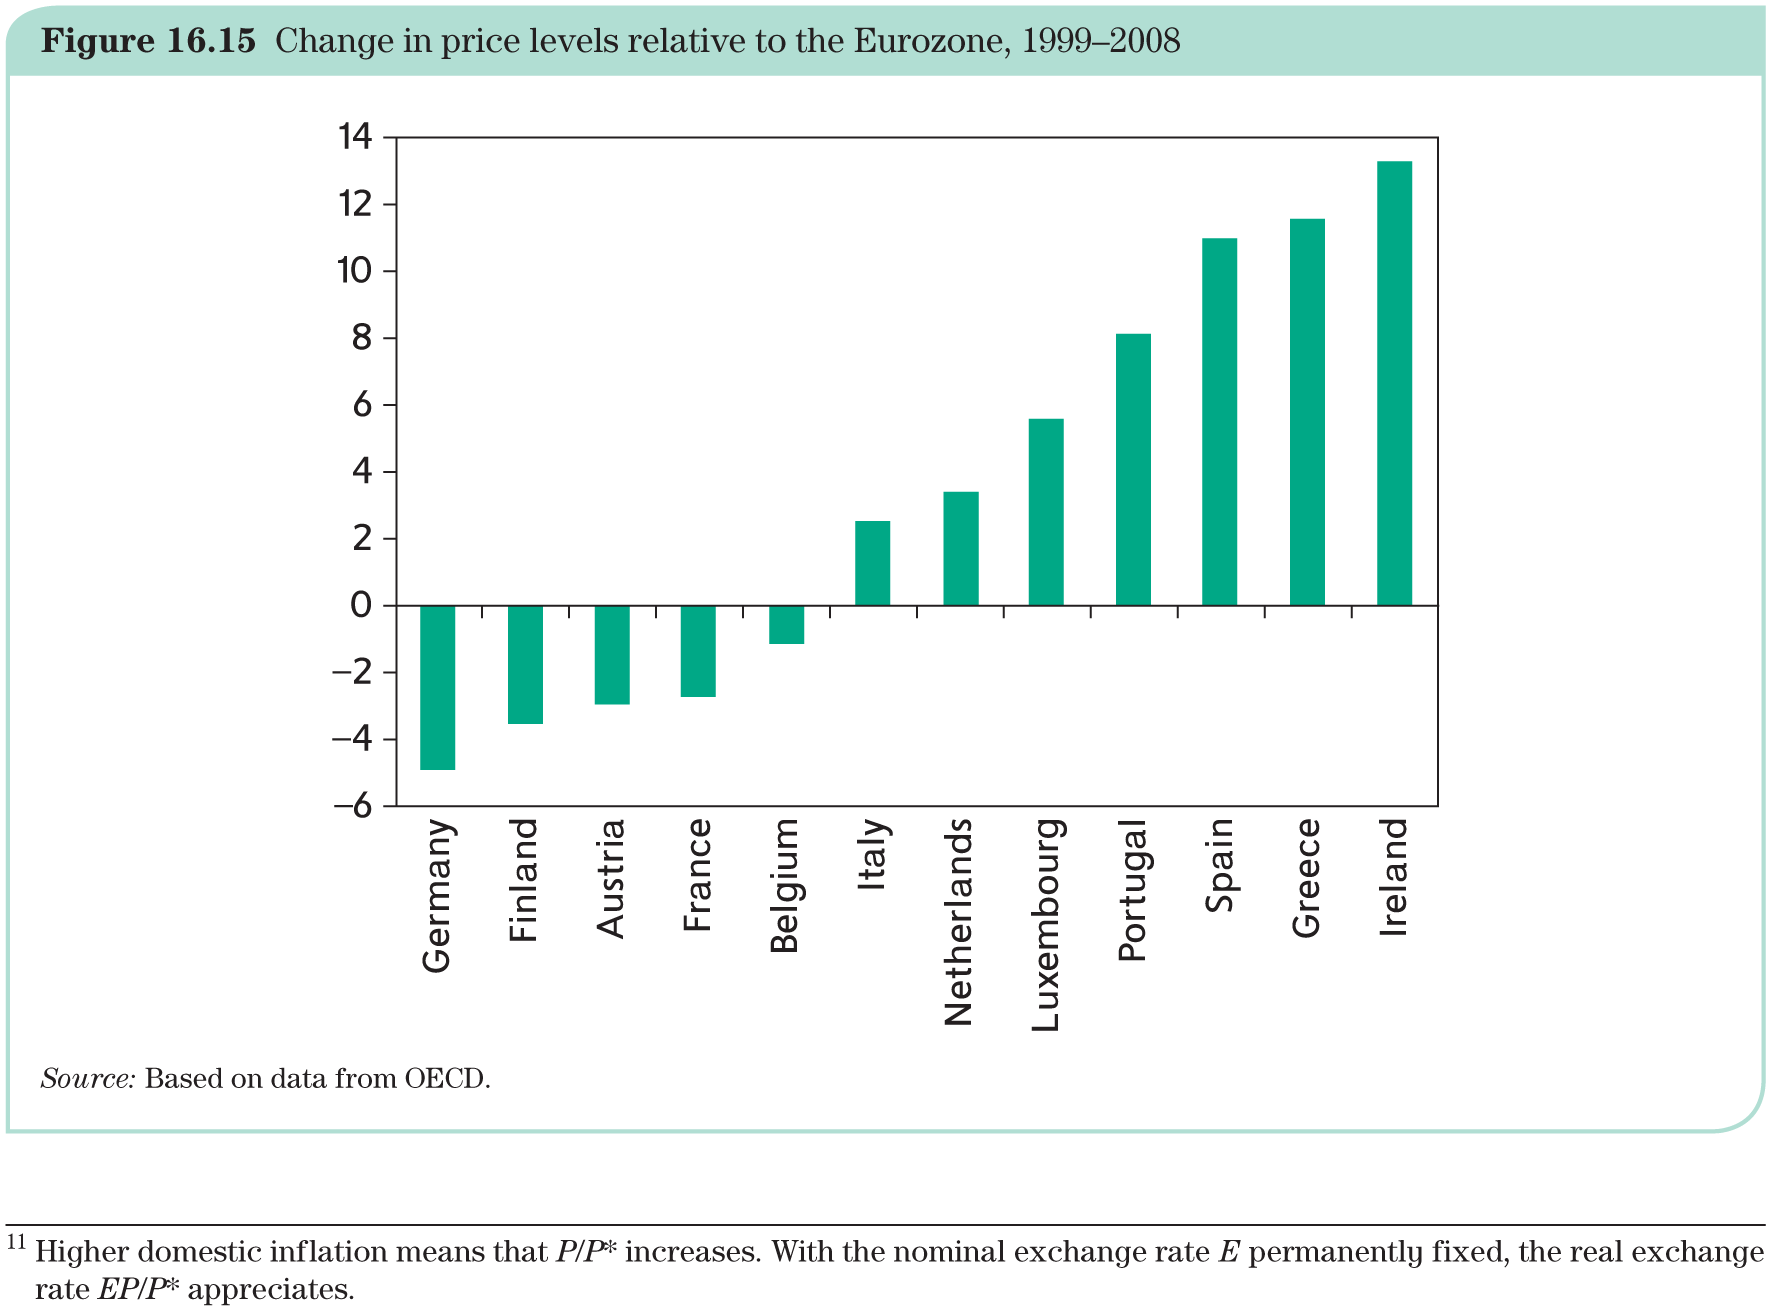 Figure 16.15 Change in price levels relative to the Eurozone, 1999–2008
14
12
10
8
6
4
2
0
–2
–4
–6
Germany
Finland
Austria
France
Belgium
Italy
Netherlands
Luxembourg
Portugal
Spain
Greece
Ireland
Source: Based on data from OECD.
11 Higher domestic inflation means that P/P* increases. With the nominal exchange rate E permanently fixed, the real exchange
rate EP/P* appreciates.